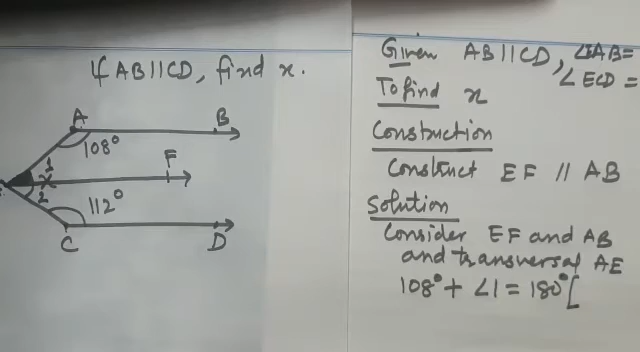 If AB||CD, find x.
A
B
108°
1
x
F
2
112°
C
D
Given AB||CD, ∠EAB=
∠ECD =
To find x
Construction
Construct EF // AB
Solution
Consider EF and AB
and transversal AE
108° + ∠1 = 180° [